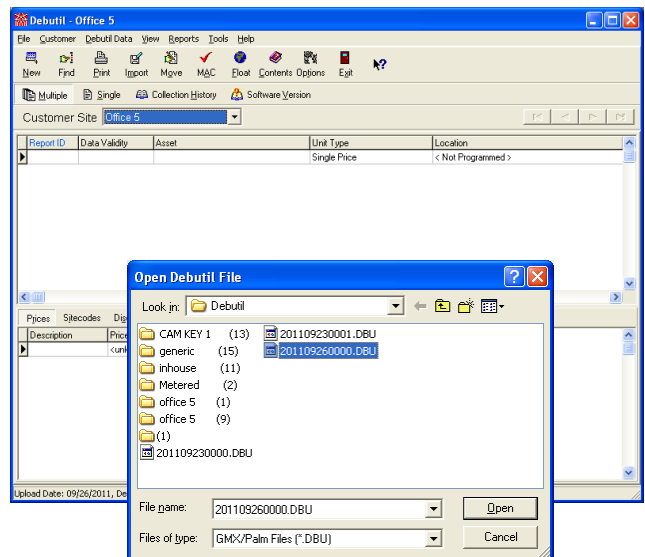 Debutil - Office 5
File Customer Debutil Data View Reports Tools Help
New Find Print Import Move MAC Float Contents Options Exit
Multiple Single Collection History Software Version
Customer Site Office 5
Report ID Data Validity Asset Unit Type Location
Single Price < Not Programmed >
Open Debutil File
Look in: Debutil
CAM KEY 1 (13) 201109230001.DBU
generic (15) 201109260000.DBU
inhouse (11)
Metered (2)
office 5 (1)
office 5 (9)
(1)
201109230000.DBU
File name: 201109260000.DBU Open
Files of type: GMX/Palm Files (*.DBU) Cancel
Prices Sitecodes
Description
Upload Date: 09/26/2011,